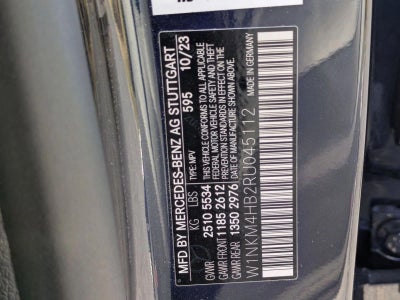 MFD BY MERCEDES-BENZ AG STUTTGART
595 10/23
TYPE: MPV
KG LBS
THIS VEHICLE CONFORMS TO ALL APPLICABLE
GVWR 2510 5534
FEDERAL MOTOR VEHICLE SAFETY AND THEFT
GAWR FRONT 1185 2612
PREVENTION STANDARDS IN EFFECT ON THE
GAWR REAR 1350 2976
DATE OF MANUFACTURE SHOWN ABOVE.
W1NKM4HB2RU045112
MADE IN GERMANY